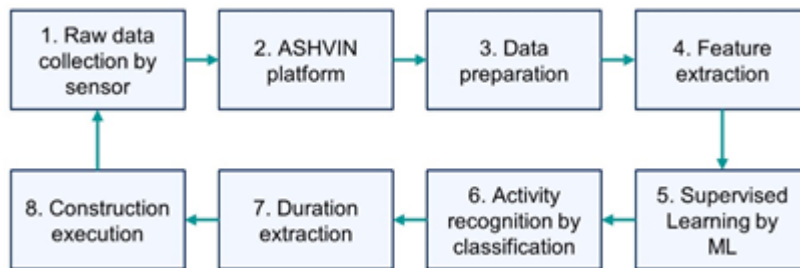 1. Raw data
collection by
sensor
2. ASHVIN
platform
3. Data
preparation
4. Feature
extraction
5. Supervised
Learning by
ML
6. Activity
recognition by
classification
7. Duration
extraction
8. Construction
execution